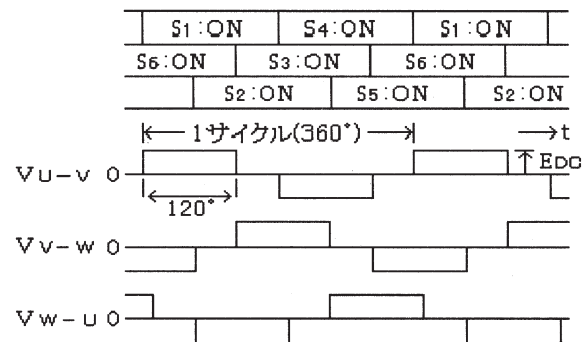 S1:ON S4:ON S1:ON
S6:ON S3:ON S6:ON
S2:ON S5:ON S2:ON
1サイクル(360°) t
VU-V 0 EDC
120°
VV-W 0
VW-U 0